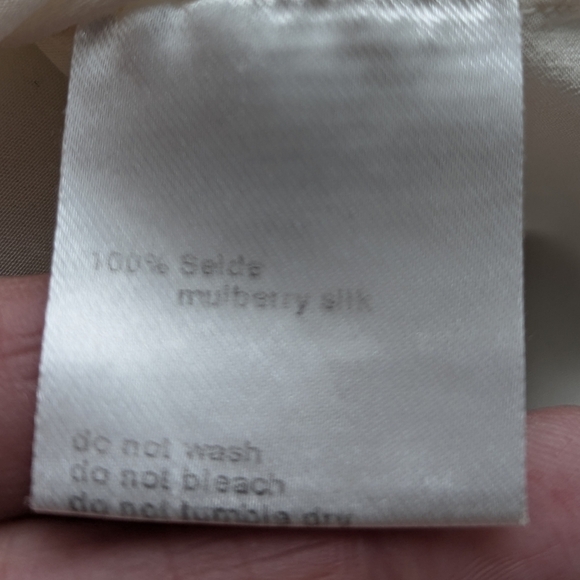 100% Seide
mulberry silk
do not wash
do not bleach
do not tumble dry